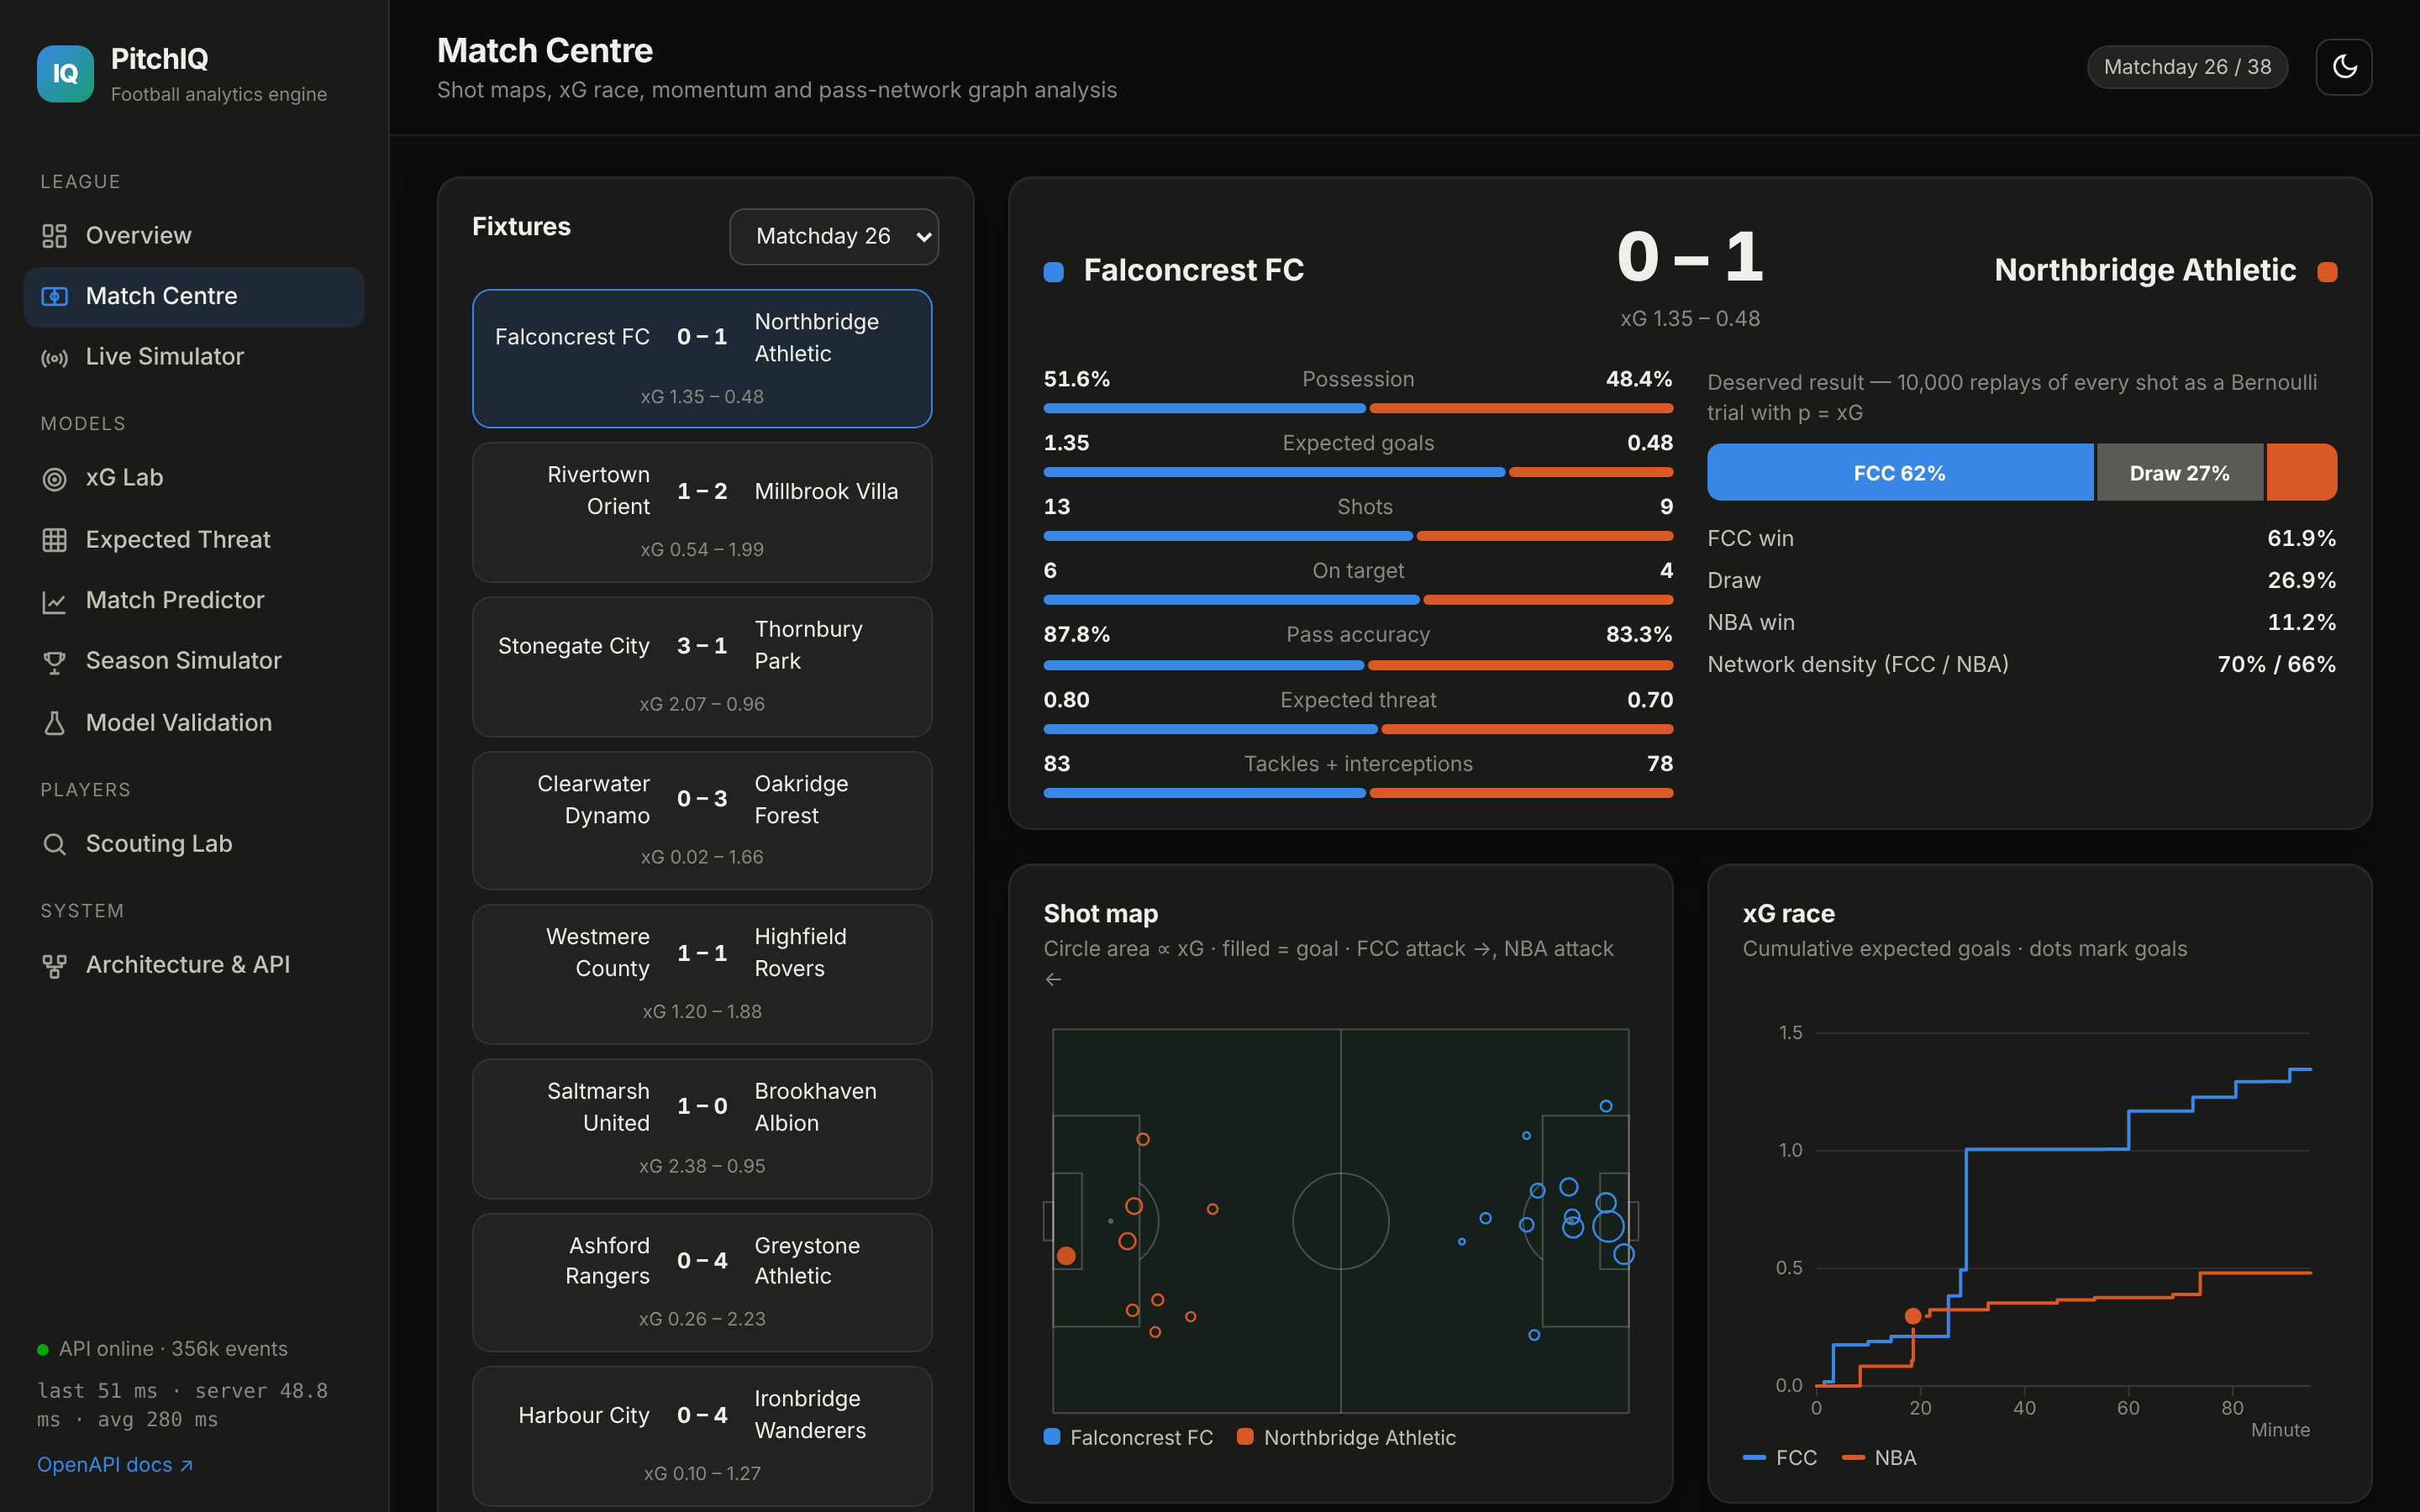 IQ
PitchIQ
Football analytics engine
LEAGUE
Overview
Match Centre
Live Simulator
MODELS
xG Lab
Expected Threat
Match Predictor
Season Simulator
Model Validation
PLAYERS
Scouting Lab
SYSTEM
Architecture & API
API online · 356k events
last 51 ms · server 48.8
ms · avg 280 ms
OpenAPI docs ↗
Match Centre
Shot maps, xG race, momentum and pass-network graph analysis
Matchday 26 / 38
Fixtures
Matchday 26
Falconcrest FC 0 – 1 Northbridge
Athletic
xG 1.35 – 0.48
Rivertown
Orient 1 – 2 Millbrook Villa
xG 0.54 – 1.99
Stonegate City 3 – 1 Thornbury
Park
xG 2.07 – 0.96
Clearwater
Dynamo 0 – 3 Oakridge
Forest
xG 0.02 – 1.66
Westmere
County 1 – 1 Highfield
Rovers
xG 1.20 – 1.88
Saltmarsh
United 1 – 0 Brookhaven
Albion
xG 2.38 – 0.95
Ashford
Rangers 0 – 4 Greystone
Athletic
xG 0.26 – 2.23
Harbour City 0 – 4 Ironbridge
Wanderers
xG 0.10 – 1.27
Falconcrest FC 0 – 1 Northbridge Athletic
xG 1.35 – 0.48
51.6% Possession 48.4%
1.35 Expected goals 0.48
13 Shots 9
6 On target 4
87.8% Pass accuracy 83.3%
0.80 Expected threat 0.70
83 Tackles + interceptions 78
Deserved result — 10,000 replays of every shot as a Bernoulli
trial with p = xG
FCC 62% Draw 27%
FCC win 61.9%
Draw 26.9%
NBA win 11.2%
Network density (FCC / NBA) 70% / 66%
Shot map
Circle area ∝ xG · filled = goal · FCC attack →, NBA attack
←
Falconcrest FC Northbridge Athletic
xG race
Cumulative expected goals · dots mark goals
1.5
1.0
0.5
0.0
0 20 40 60 80
Minute
FCC NBA